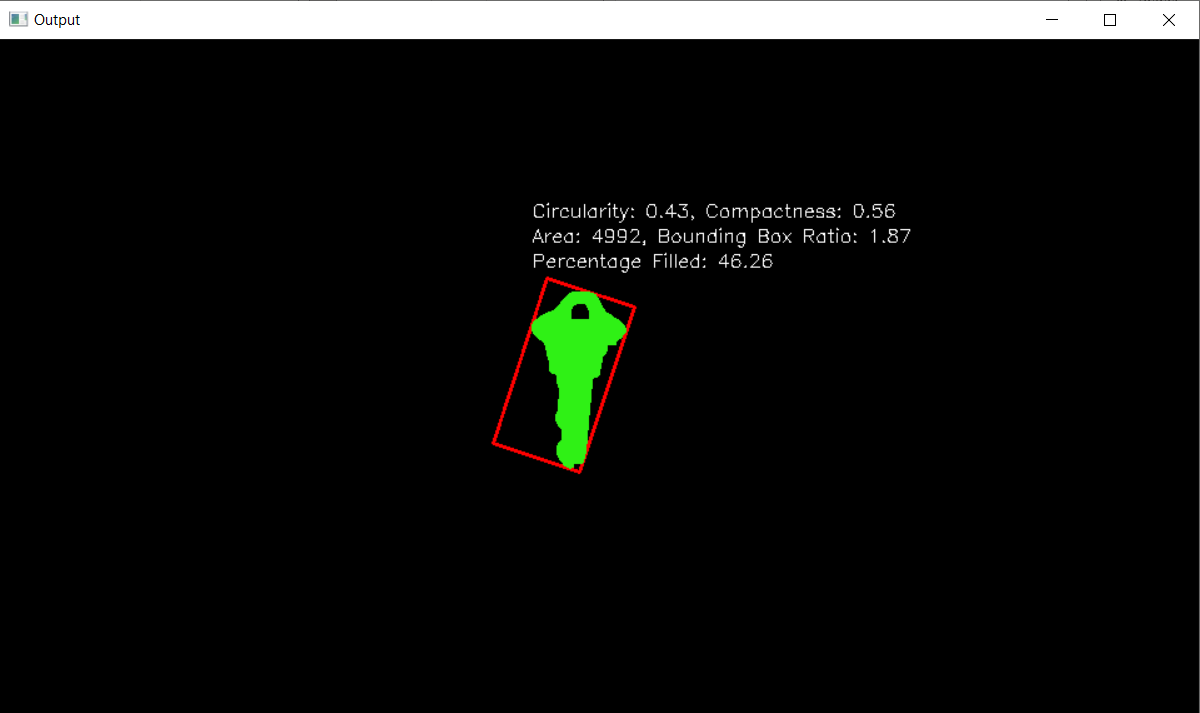 Output
Circularity: 0.43, Compactness: 0.56
Area: 4992, Bounding Box Ratio: 1.87
Percentage Filled: 46.26